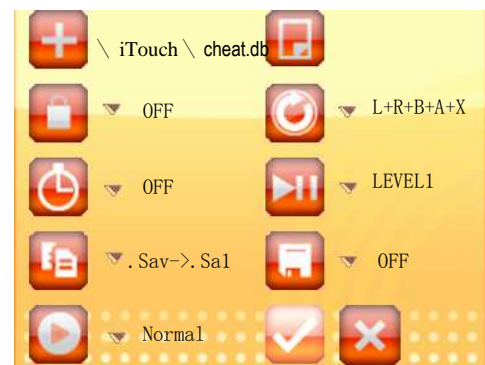 \ iTouch \ cheat.db
OFF
L+R+B+A+X
OFF
LEVEL1
.Sav->.Sa1
OFF
Normal